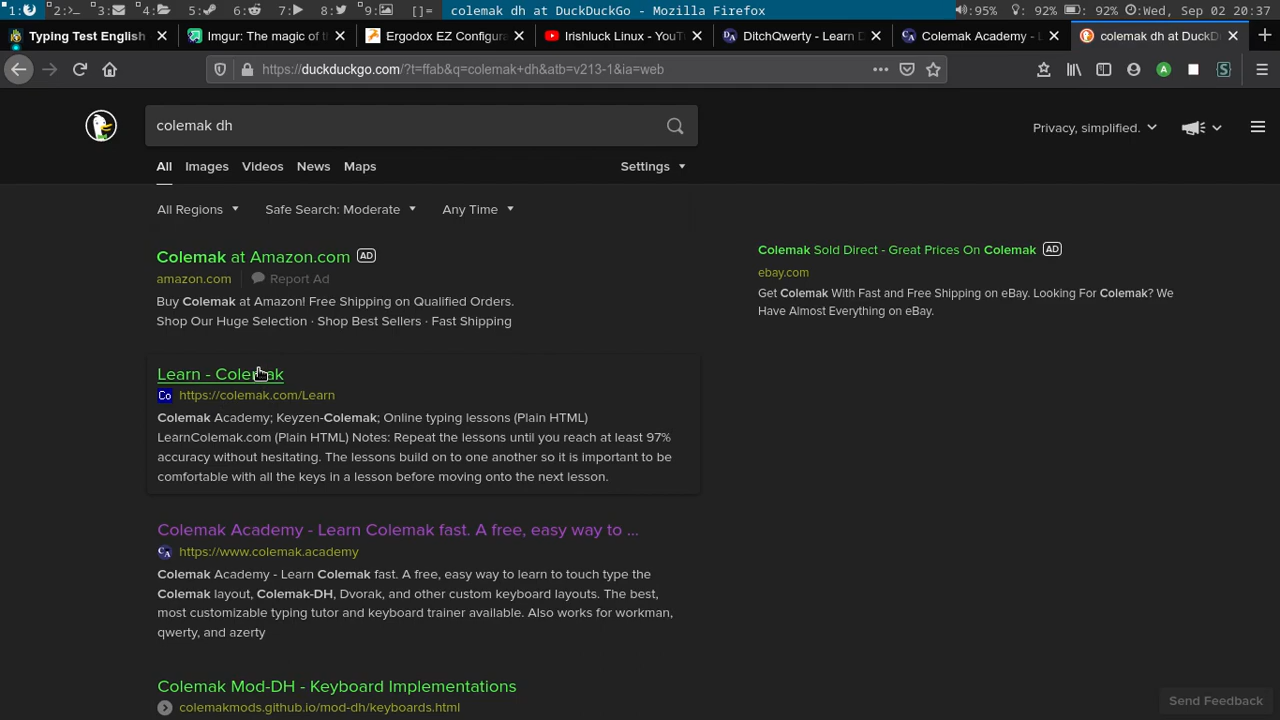 1: 2: 3: 4: 5: 6: 7: 8: 9: []= colemak dh at DuckDuckGo - Mozilla Firefox 95% : 92% : 92% :Wed, Sep 02 20:37
Typing Test English Imgur: The magic of t Ergodox EZ Configura Irishluck Linux - YouT DitchQwerty - Learn D Colemak Academy - L colemak dh at DuckD
https://duckduckgo.com/?t=ffab&q=colemak+dh&atb=v213-1&ia=web
colemak dh
Privacy, simplified.
All Images Videos News Maps Settings
All Regions Safe Search: Moderate Any Time
Colemak at Amazon.com AD
amazon.com Report Ad
Buy Colemak at Amazon! Free Shipping on Qualified Orders.
Shop Our Huge Selection · Shop Best Sellers · Fast Shipping
Colemak Sold Direct - Great Prices On Colemak AD
ebay.com
Get Colemak With Fast and Free Shipping on eBay. Looking For Colemak? We
Have Almost Everything on eBay.
Learn - Colemak
Co https://colemak.com/Learn
Colemak Academy; Keyzen-Colemak; Online typing lessons (Plain HTML)
LearnColemak.com (Plain HTML) Notes: Repeat the lessons until you reach at least 97%
accuracy without hesitating. The lessons build on to one another so it is important to be
comfortable with all the keys in a lesson before moving onto the next lesson.
Colemak Academy - Learn Colemak fast. A free, easy way to ...
CA https://www.colemak.academy
Colemak Academy - Learn Colemak fast. A free, easy way to learn to touch type the
Colemak layout, Colemak-DH, Dvorak, and other custom keyboard layouts. The best,
most customizable typing tutor and keyboard trainer available. Also works for workman,
qwerty, and azerty
Colemak Mod-DH - Keyboard Implementations
colemakmods.github.io/mod-dh/keyboards.html
Send Feedback